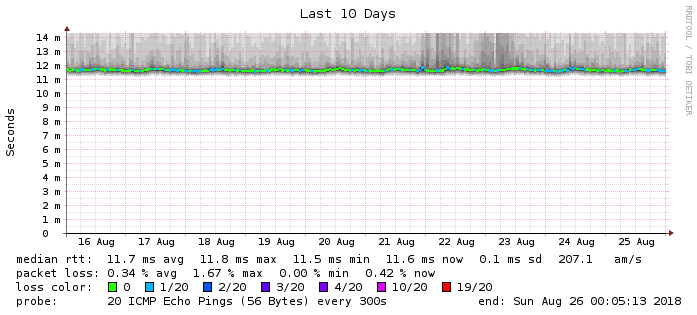 Last 10 Days
RRDTOOL / TOBI OETIKER
Seconds
14 m
13 m
12 m
11 m
10 m
9 m
8 m
7 m
6 m
5 m
4 m
3 m
2 m
1 m
0
16 Aug 17 Aug 18 Aug 19 Aug 20 Aug 21 Aug 22 Aug 23 Aug 24 Aug 25 Aug
median rtt: 11.7 ms avg 11.8 ms max 11.5 ms min 11.6 ms now 0.1 ms sd 207.1 am/s
packet loss: 0.34 % avg 1.67 % max 0.00 % min 0.42 % now
loss color: 0 1/20 2/20 3/20 4/20 10/20 19/20
probe: 20 ICMP Echo Pings (56 Bytes) every 300s end: Sun Aug 26 00:05:13 2018